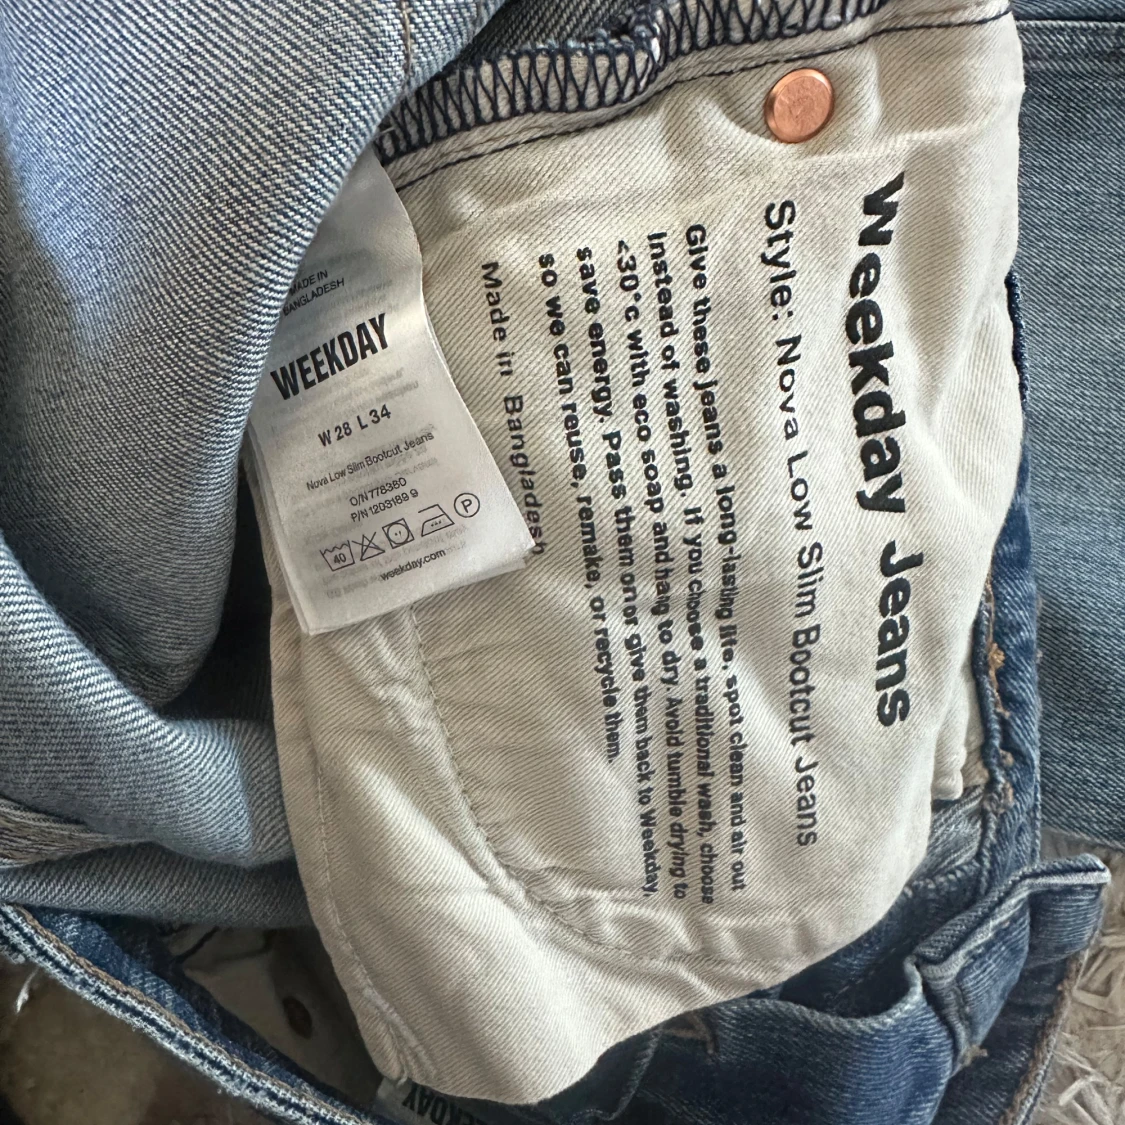 Weekday Jeans
Style: Nova Low Slim Bootcut Jeans
Give these jeans a long-lasting life, spot clean and air out
Instead of washing. If you choose a traditional wash, choose
<30°c with eco soap and hang to dry. Avoid tumble drying to
save energy. Pass them on or give them back to Weekday,
so we can reuse, remake, or recycle them.
Made in Bangladesh
MADE IN
BANGLADESH
WEEKDAY
W 28 L 34
Nova Low Slim Bootcut Jeans
O/N 778380
P/N 1203189 9
40 P
weekday.com